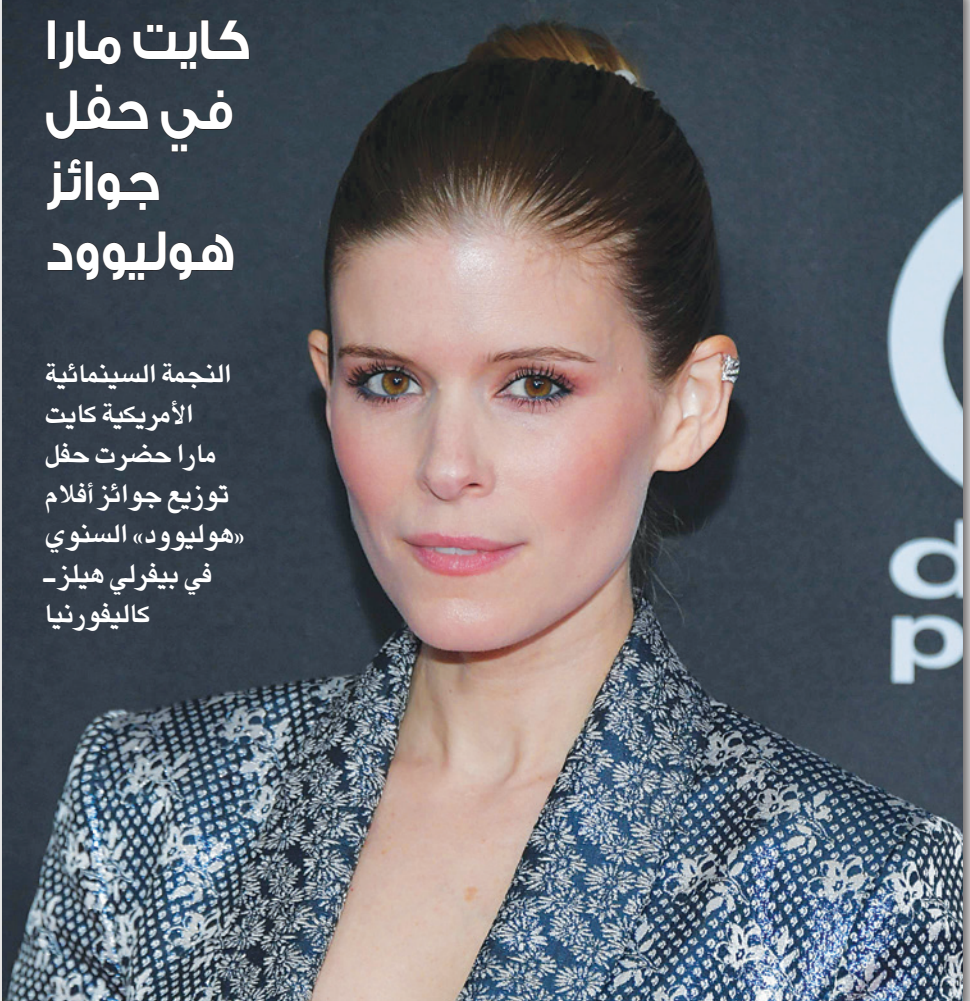 كايت مارا
في حفل
جوائز
هوليوود
النجمة السينمائية
الأمريكية كايت
مارا حضرت حفل
توزيع جوائز أفلام
«هوليوود» السنوي
في بيفرلي هيلز-
كاليفورنيا
d
p